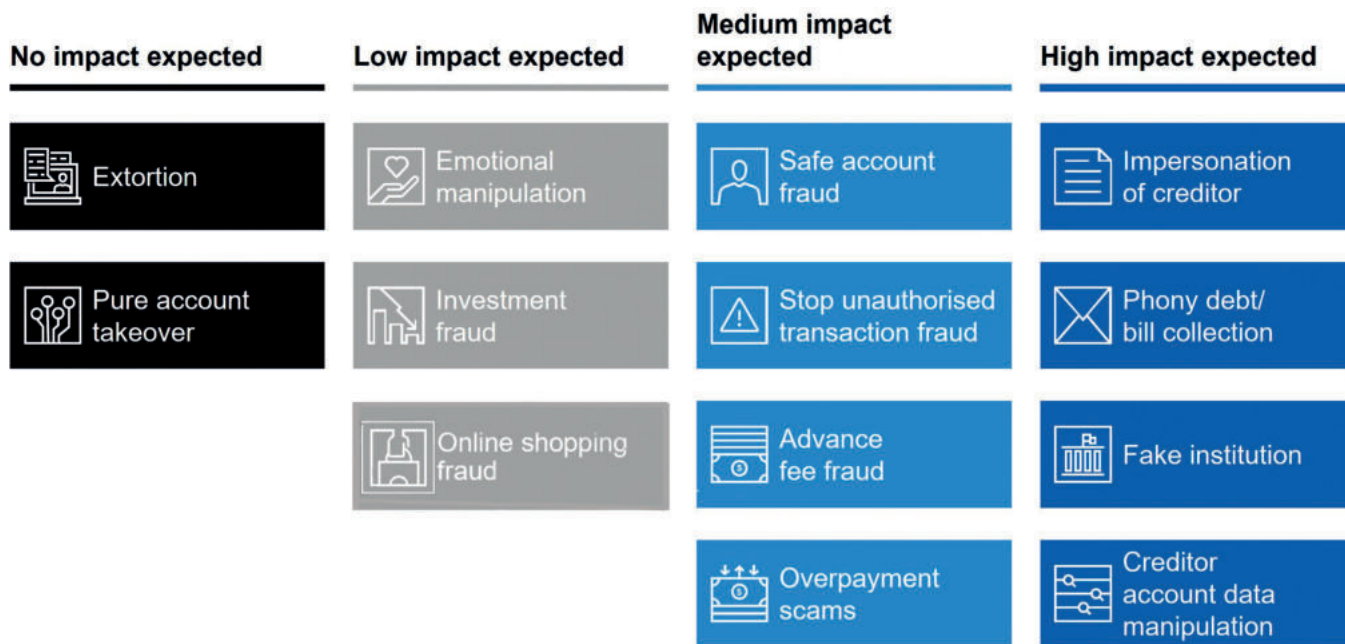 No impact expected
Extortion
Pure account
takeover
Low impact expected
Emotional
manipulation
Investment
fraud
Online shopping
fraud
Medium impact
expected
Safe account
fraud
Stop unauthorised
transaction fraud
Advance
fee fraud
Overpayment
scams
High impact expected
Impersonation
of creditor
Phony debt/
bill collection
Fake institution
Creditor
account data
manipulation